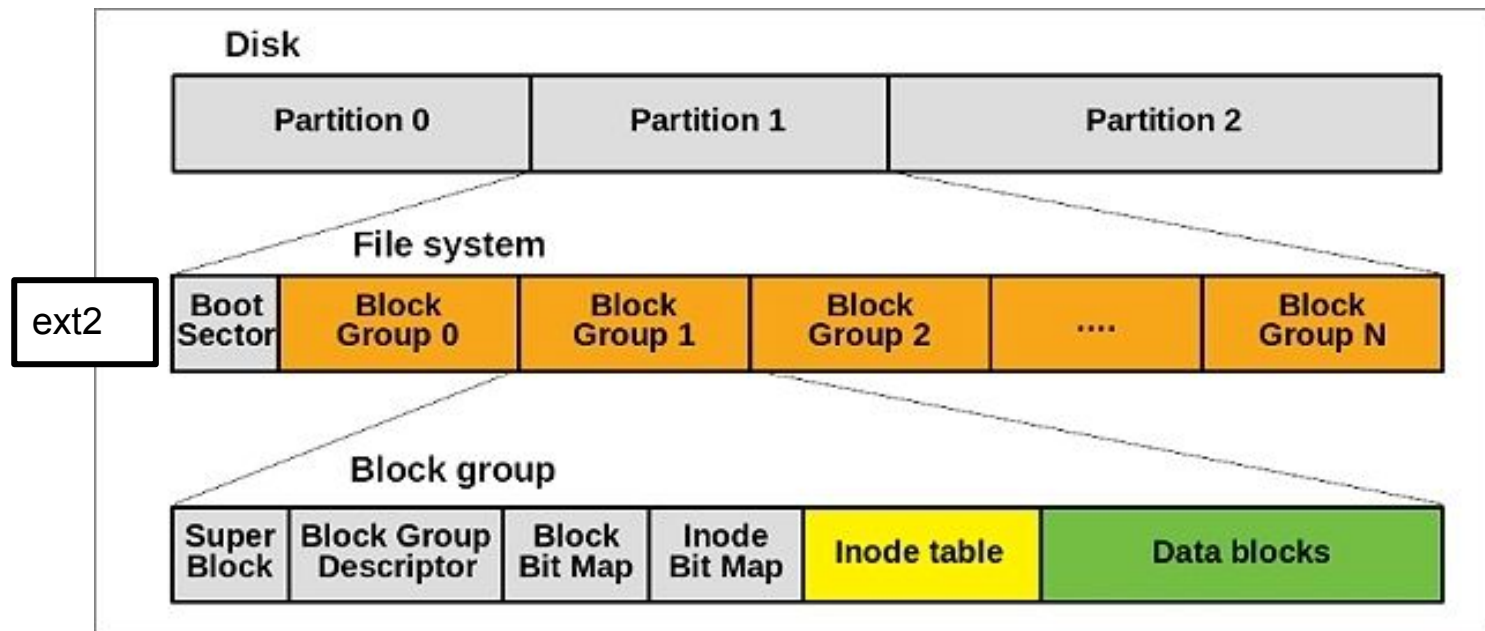 Disk
Partition 0 Partition 1 Partition 2
File system
ext2
Boot Sector
Block Group 0
Block Group 1
Block Group 2
....
Block Group N
Block group
Super Block
Block Group Descriptor
Block Bit Map
Inode Bit Map
Inode table
Data blocks